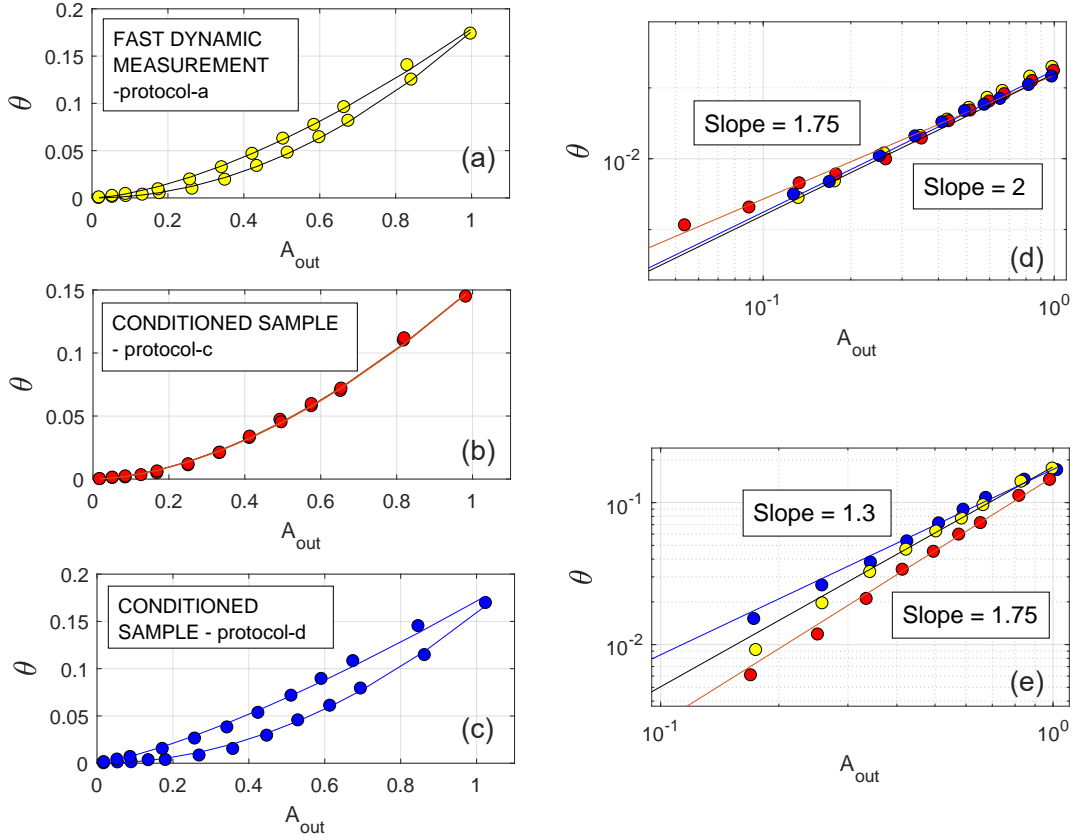 0.2
0.15
0.1
0.05
0
θ
FAST DYNAMIC
MEASUREMENT
-protocol-a
(a)
0 0.2 0.4 0.6 0.8 1
A_out
0.15
0.1
0.05
0
θ
CONDITIONED SAMPLE
- protocol-c
(b)
0 0.2 0.4 0.6 0.8 1
A_out
0.2
0.15
0.1
0.05
0
θ
CONDITIONED
SAMPLE - protocol-d
(c)
0 0.2 0.4 0.6 0.8 1
A_out
θ
10^-2
Slope = 1.75
Slope = 2
(d)
10^-1 10^0
A_out
10^-1
10^-2
θ
Slope = 1.3
Slope = 1.75
(e)
10^-1 10^0
A_out